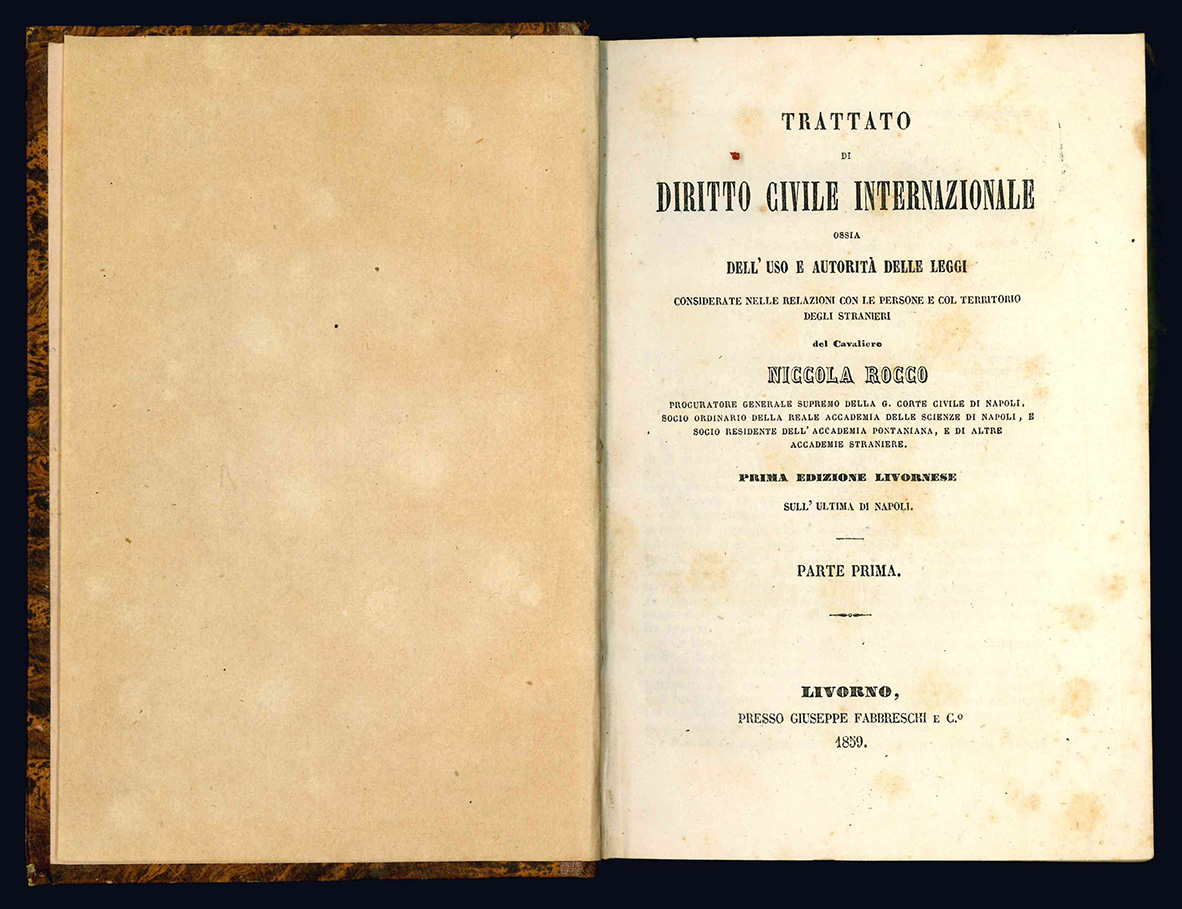 TRATTATO
DI
DIRITTO CIVILE INTERNAZIONALE
OSSIA
DELL' USO E AUTORITÀ DELLE LEGGI
CONSIDERATE NELLE RELAZIONI CON LE PERSONE E COL TERRITORIO
DEGLI STRANIERI
del Cavaliero
NICCOLA ROCCO
PROCURATORE GENERALE SUPREMO DELLA G. CORTE CIVILE DI NAPOLI,
SOCIO ORDINARIO DELLA REALE ACCADEMIA DELLE SCIENZE DI NAPOLI, E
SOCIO RESIDENTE DELL' ACCADEMIA PONTANIANA, E DI ALTRE
ACCADEMIE STRANIERE.
PRIMA EDIZIONE LIVORNESE
SULL' ULTIMA DI NAPOLI.
PARTE PRIMA.
LIVORNO,
PRESSO GIUSEPPE FABBRESCHI E C.º
1859.